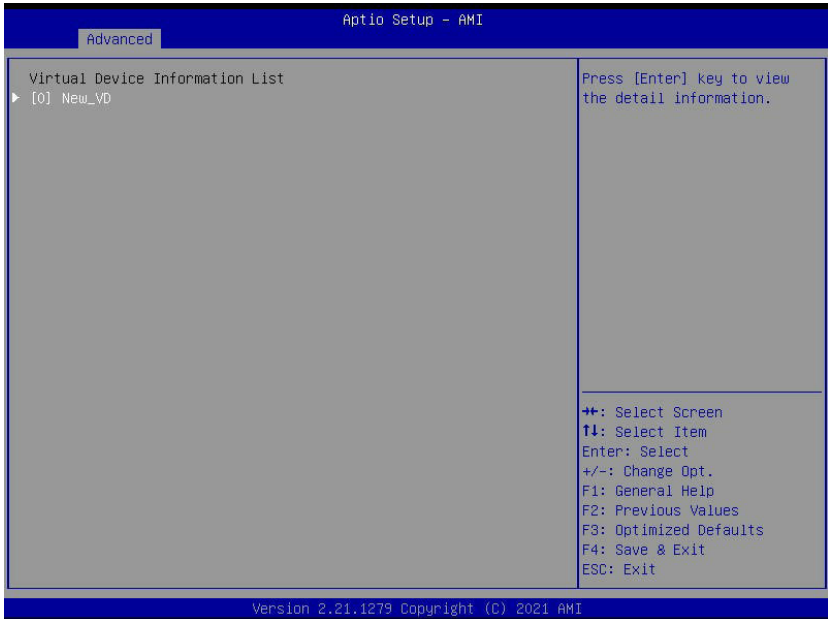 Aptio Setup - AMI
Advanced
Virtual Device Information List
[0] New_VD
Press [Enter] key to view
the detail information.
→←: Select Screen
↑↓: Select Item
Enter: Select
+/-: Change Opt.
F1: General Help
F2: Previous Values
F3: Optimized Defaults
F4: Save & Exit
ESC: Exit
Version 2.21.1279 Copyright (C) 2021 AMI